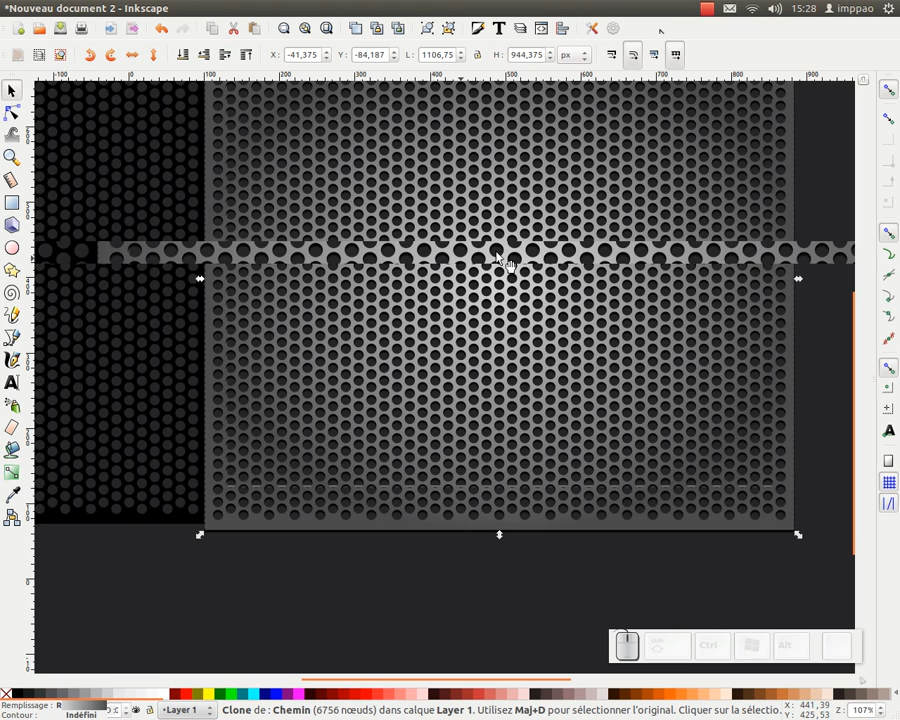 *Nouveau document 2 - Inkscape
15:28 imppao
X: -41,375 Y: -84,187 L: 1106,75 H: 944,375 px
-100 0 100 200 300 400 500 600 700 800 900
Ctrl Alt
Remplissage: R
Contour: Indéfini
Layer 1
Clone de : Chemin (6756 nœuds) dans calque Layer 1. Utilisez Maj+D pour sélectionner l'original. Cliquer sur la sélectio.
X: 441,39
Y: 425,53
Z: 107%